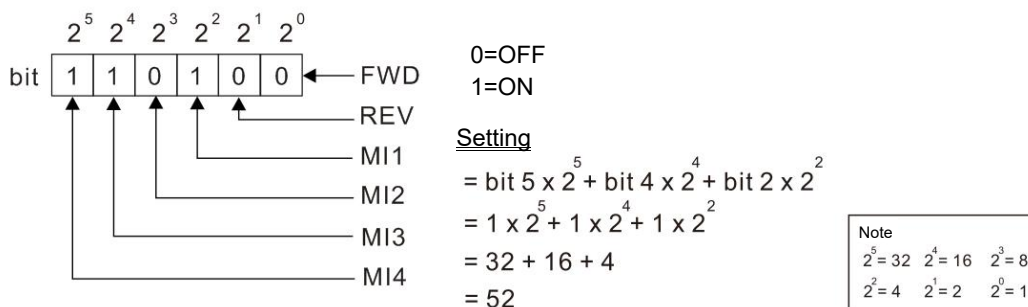 2^5 2^4 2^3 2^2 2^1 2^0
bit 1 1 0 1 0 0 FWD
REV
MI1
MI2
MI3
MI4
0=OFF
1=ON
Setting
= bit 5 x 2^5 + bit 4 x 2^4 + bit 2 x 2^2
= 1 x 2^5 + 1 x 2^4 + 1 x 2^2
= 32 + 16 + 4
= 52
Note
2^5 = 32 2^4 = 16 2^3 = 8
2^2 = 4 2^1 = 2 2^0 = 1